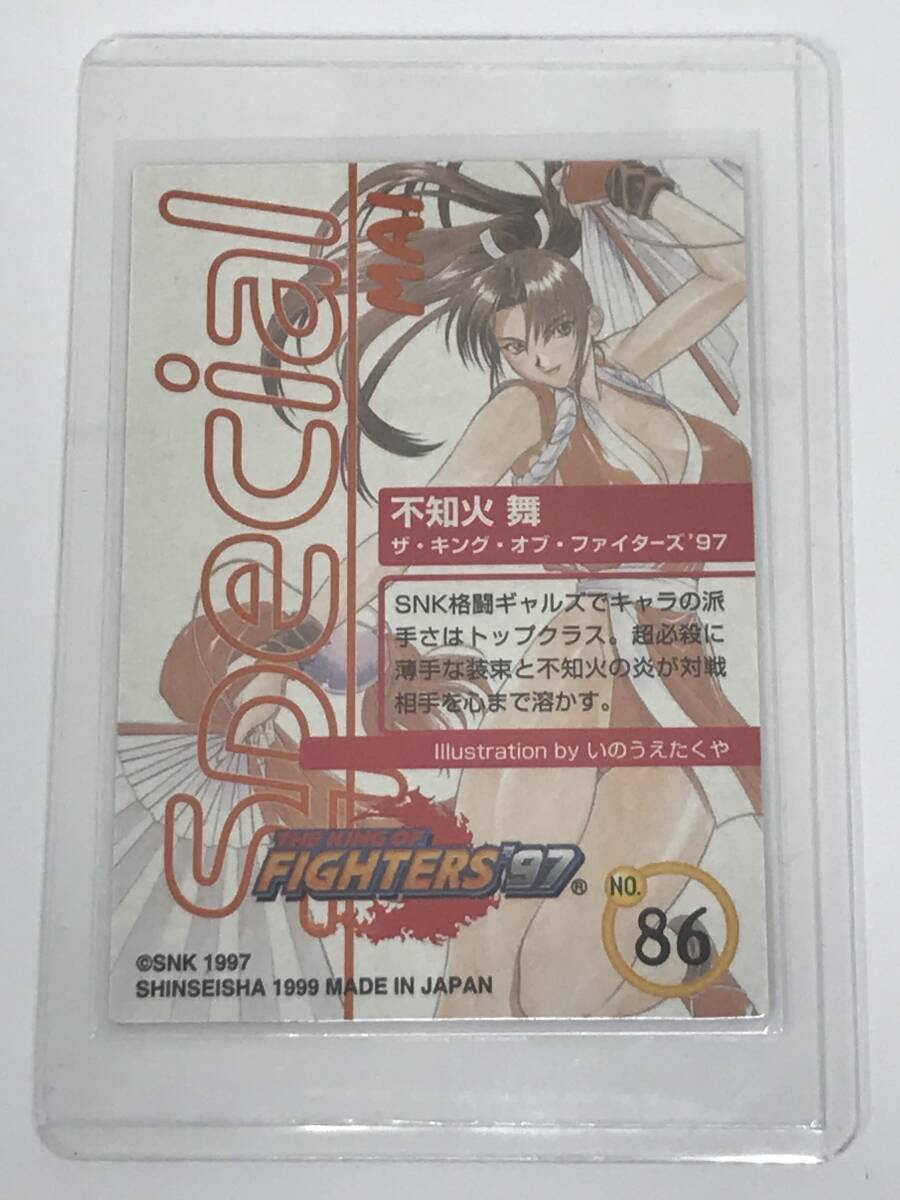 Special
MAI
不知火 舞
ザ・キング・オブ・ファイターズ'97
SNK格闘ギャルズでキャラの派
手さはトップクラス。超必殺に
薄手な装束と不知火の炎が対戦
相手を心まで溶かす。
Illustration by いのうえたくや
THE KING OF
FIGHTERS'97®
NO.
86
©SNK 1997
SHINSEISHA 1999 MADE IN JAPAN